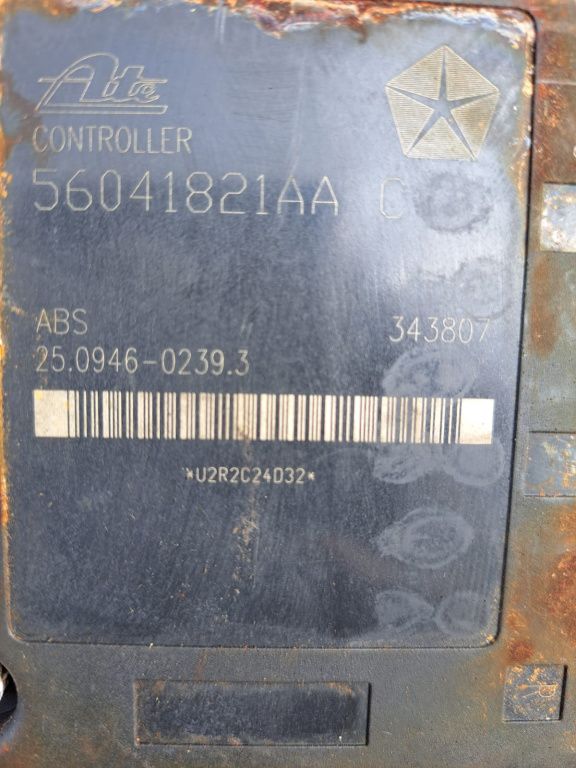 Ate
CONTROLLER
56041821AA C
ABS 343807
25.0946-0239.3
*U2R2C24D32*